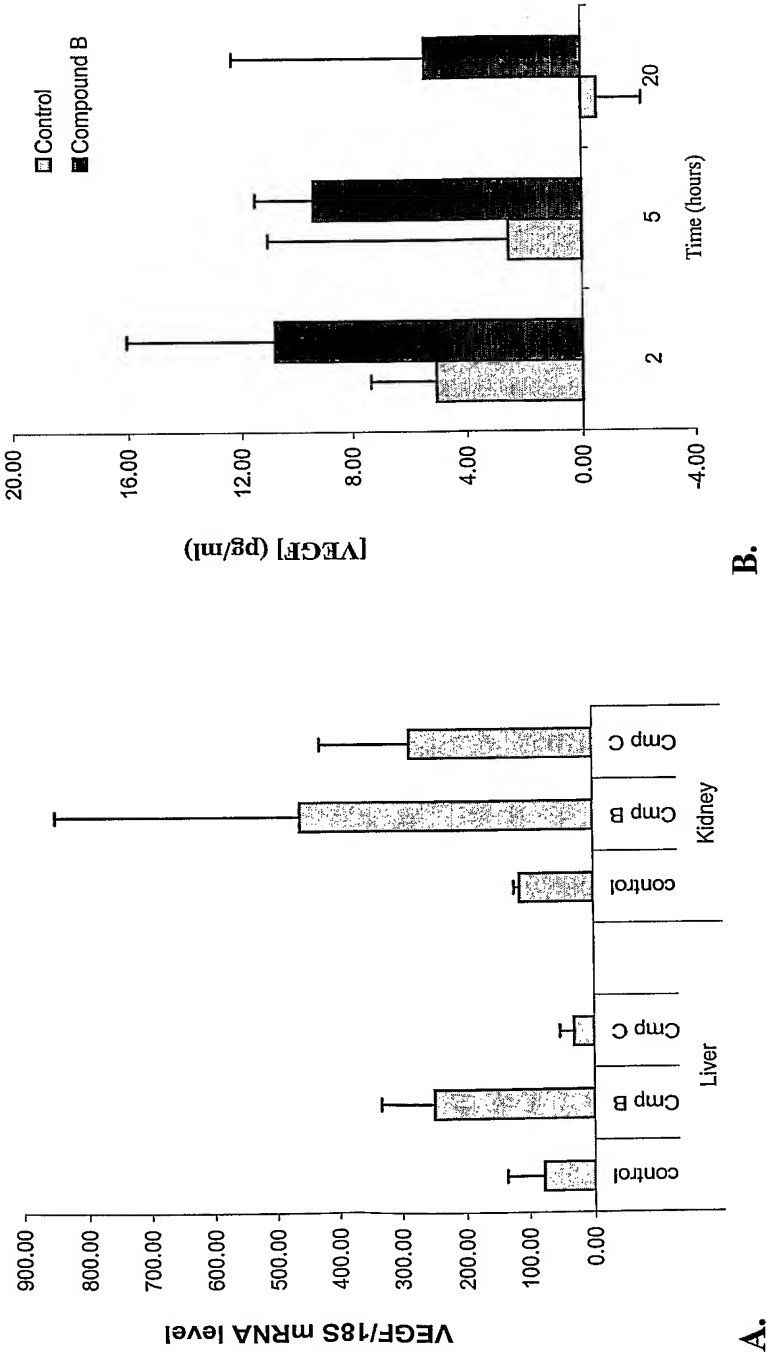 A.
VEGF/18S mRNA level
900.00
800.00
700.00
600.00
500.00
400.00
300.00
200.00
100.00
0.00
control
Cmp B
Cmp C
control
Cmp B
Cmp C
Liver
Kidney
B.
[VEGF] (pg/ml)
20.00
16.00
12.00
8.00
4.00
0.00
-4.00
2
5
20
Time (hours)
Control
Compound B